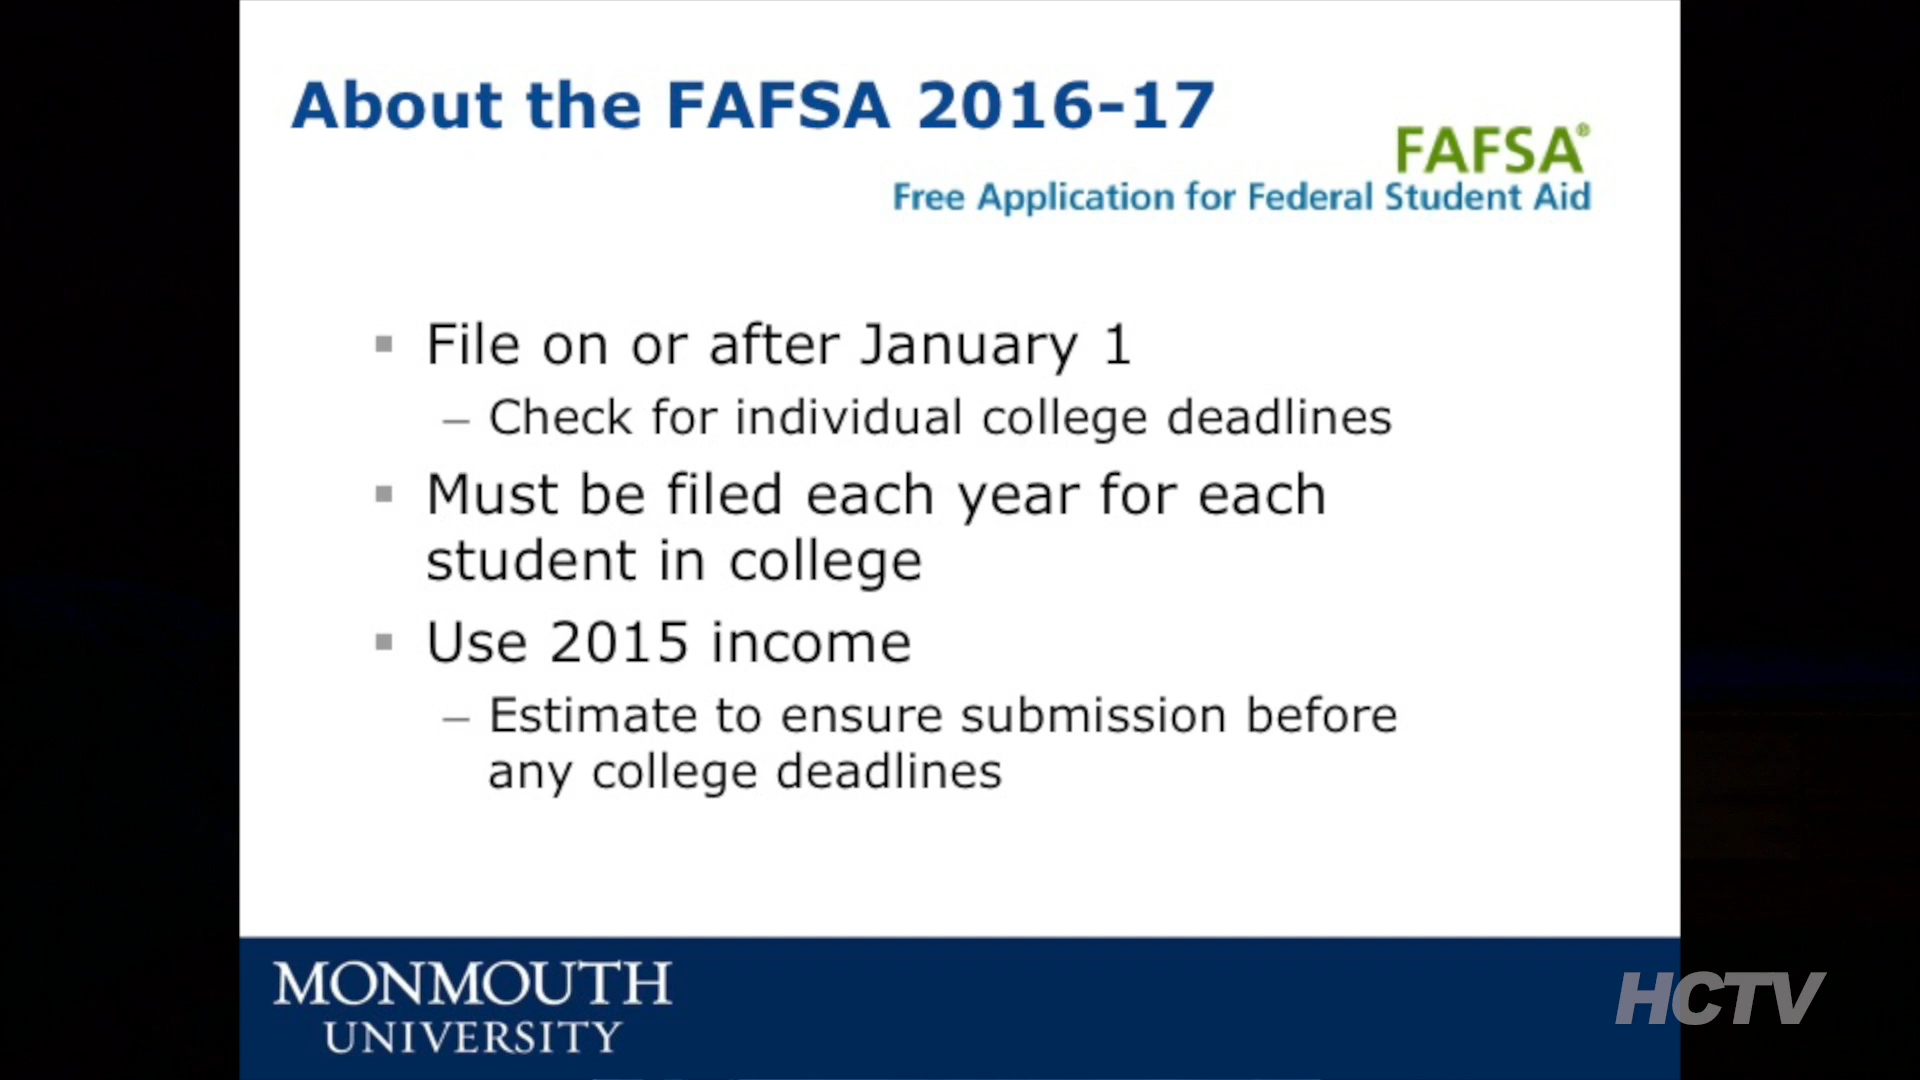 About the FAFSA 2016-17
FAFSA®
Free Application for Federal Student Aid
▪ File on or after January 1
– Check for individual college deadlines
▪ Must be filed each year for each
student in college
▪ Use 2015 income
– Estimate to ensure submission before
any college deadlines
MONMOUTH
UNIVERSITY
HCTV